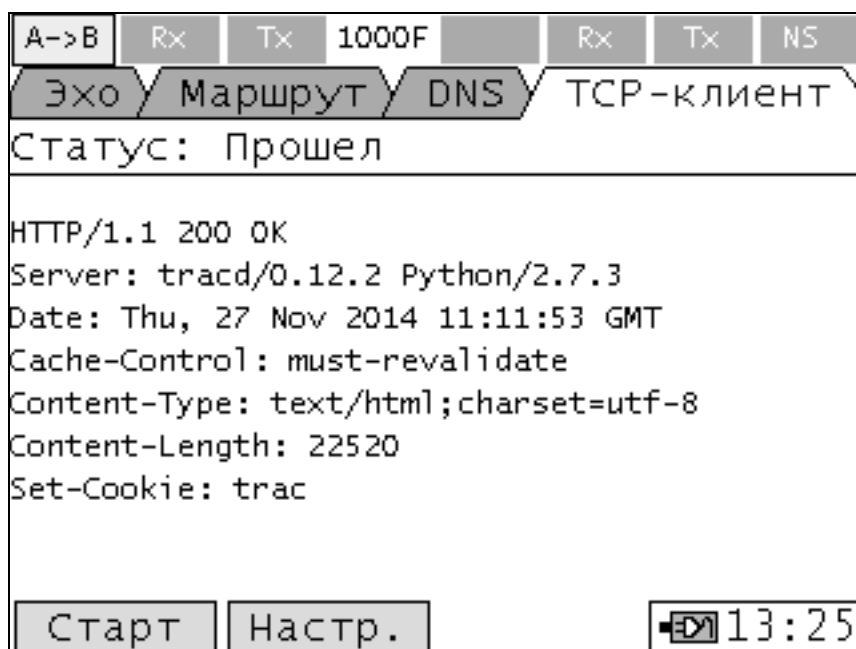 A->B Rx Tx 1000F Rx Tx NS
Эхо Маршрут DNS TCP-клиент
Статус: Прошел
HTTP/1.1 200 OK
Server: tracd/0.12.2 Python/2.7.3
Date: Thu, 27 Nov 2014 11:11:53 GMT
Cache-Control: must-revalidate
Content-Type: text/html;charset=utf-8
Content-Length: 22520
Set-Cookie: trac
Старт Настр. 13:25